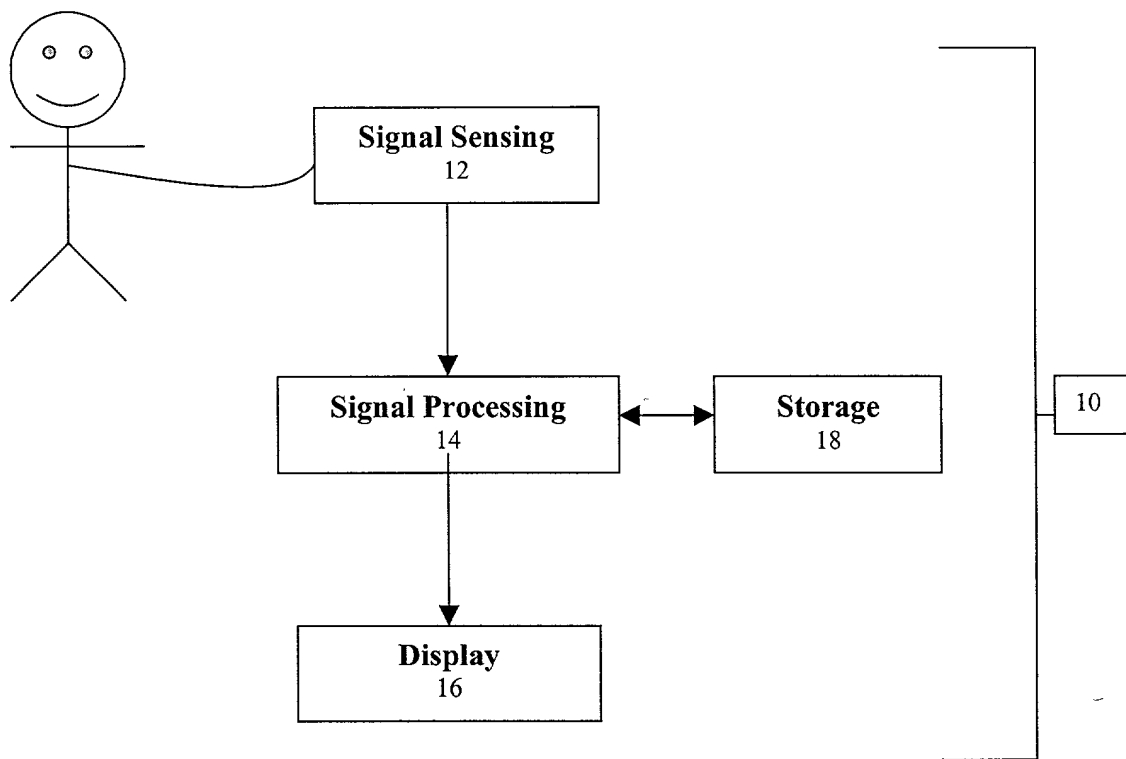 Signal Sensing
12
Signal Processing
14
Storage
18
10
Display
16